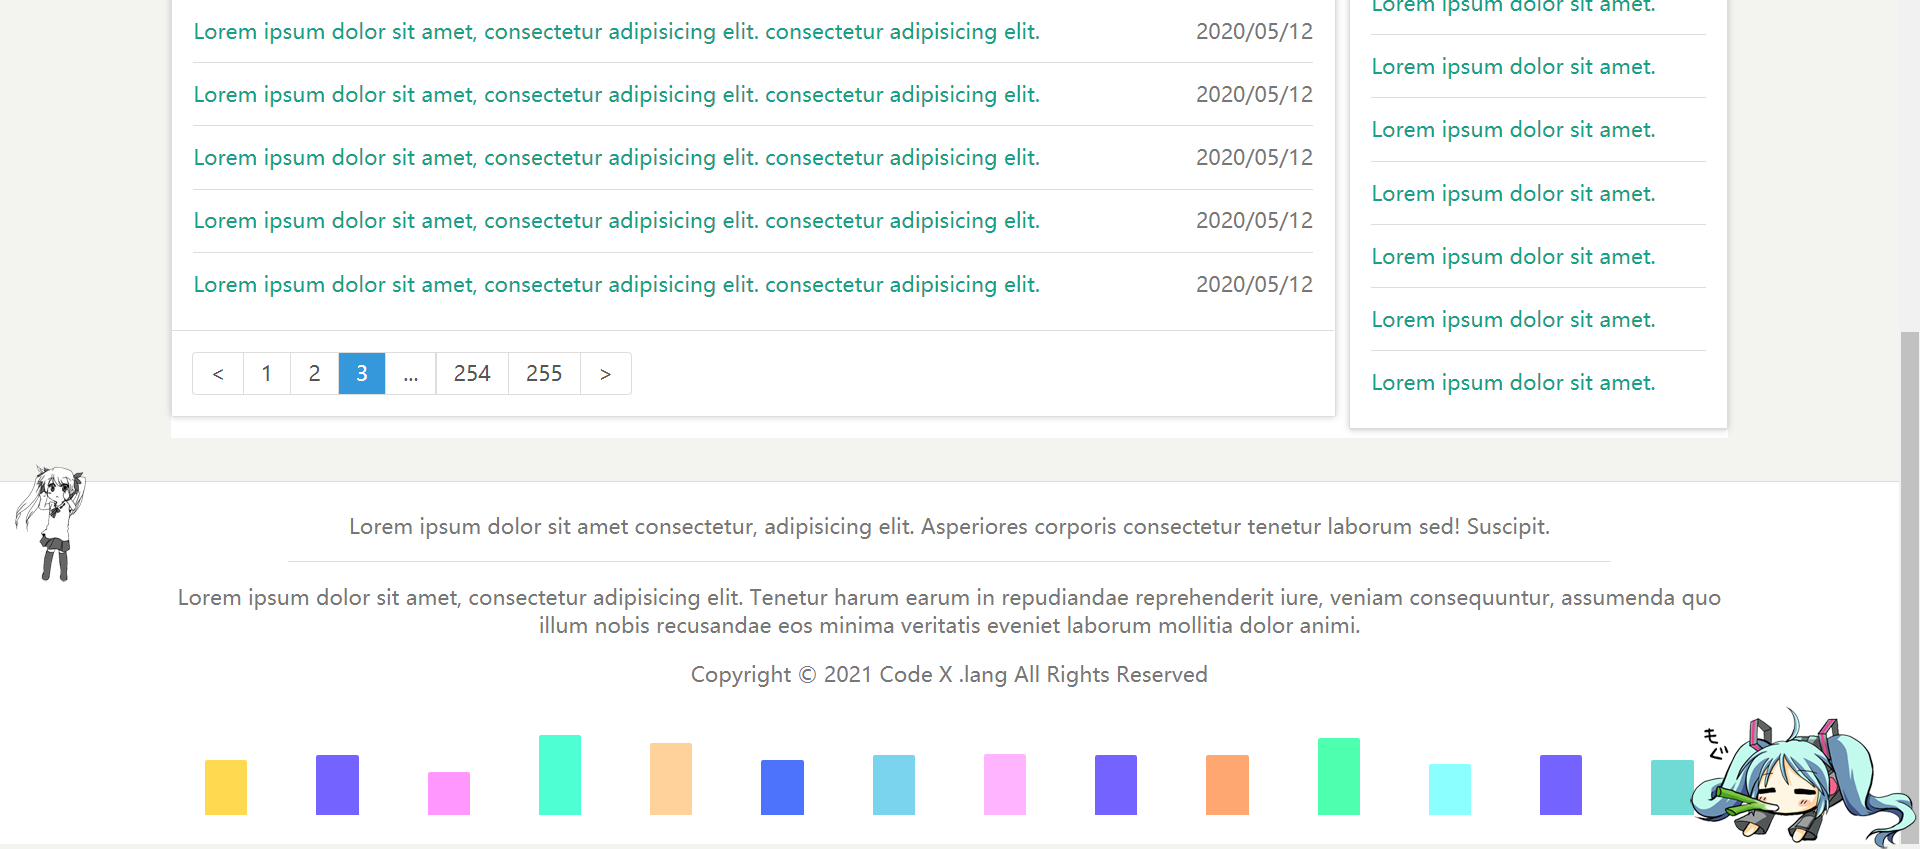 Lorem ipsum dolor sit amet, consectetur adipisicing elit. consectetur adipisicing elit. 2020/05/12
Lorem ipsum dolor sit amet, consectetur adipisicing elit. consectetur adipisicing elit. 2020/05/12
Lorem ipsum dolor sit amet, consectetur adipisicing elit. consectetur adipisicing elit. 2020/05/12
Lorem ipsum dolor sit amet, consectetur adipisicing elit. consectetur adipisicing elit. 2020/05/12
Lorem ipsum dolor sit amet, consectetur adipisicing elit. consectetur adipisicing elit. 2020/05/12
< 1 2 3 ... 254 255 >
Lorem ipsum dolor sit amet.
Lorem ipsum dolor sit amet.
Lorem ipsum dolor sit amet.
Lorem ipsum dolor sit amet.
Lorem ipsum dolor sit amet.
Lorem ipsum dolor sit amet.
Lorem ipsum dolor sit amet.
Lorem ipsum dolor sit amet consectetur, adipisicing elit. Asperiores corporis consectetur tenetur laborum sed! Suscipit.
Lorem ipsum dolor sit amet, consectetur adipisicing elit. Tenetur harum earum in repudiandae reprehenderit iure, veniam consequuntur, assumenda quo
illum nobis recusandae eos minima veritatis eveniet laborum mollitia dolor animi.
Copyright © 2021 Code X .lang All Rights Reserved
もぐ